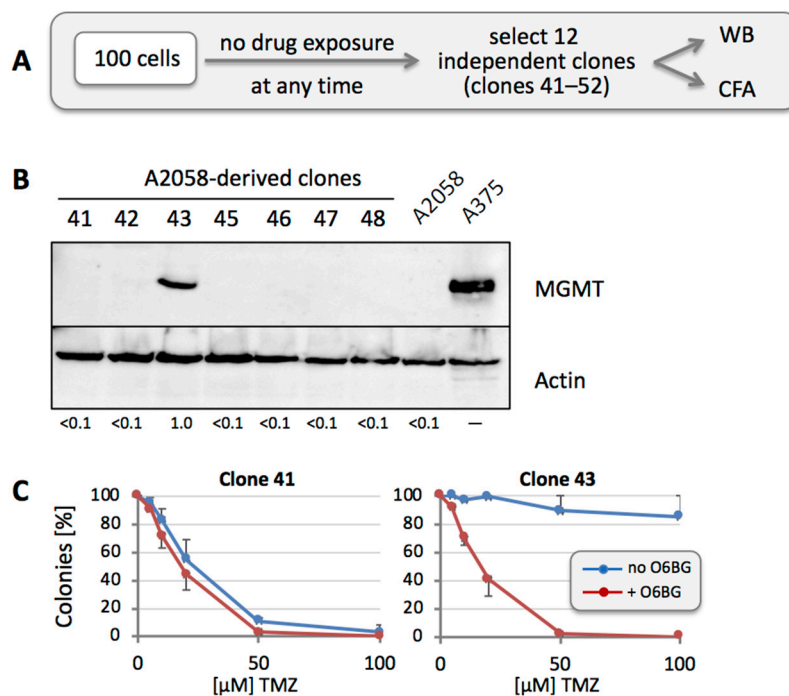 A
100 cells
no drug exposure
at any time
select 12
independent clones
(clones 41–52)
WB
CFA
B
A2058-derived clones
A2058
A375
41 42 43 45 46 47 48
MGMT
Actin
<0.1 <0.1 1.0 <0.1 <0.1 <0.1 <0.1 <0.1 —
C
Clone 41
Clone 43
Colonies [%]
100
80
60
40
20
0
0 50 100
[µM] TMZ
100
80
60
40
20
0
0 50 100
[µM] TMZ
no O6BG
+ O6BG